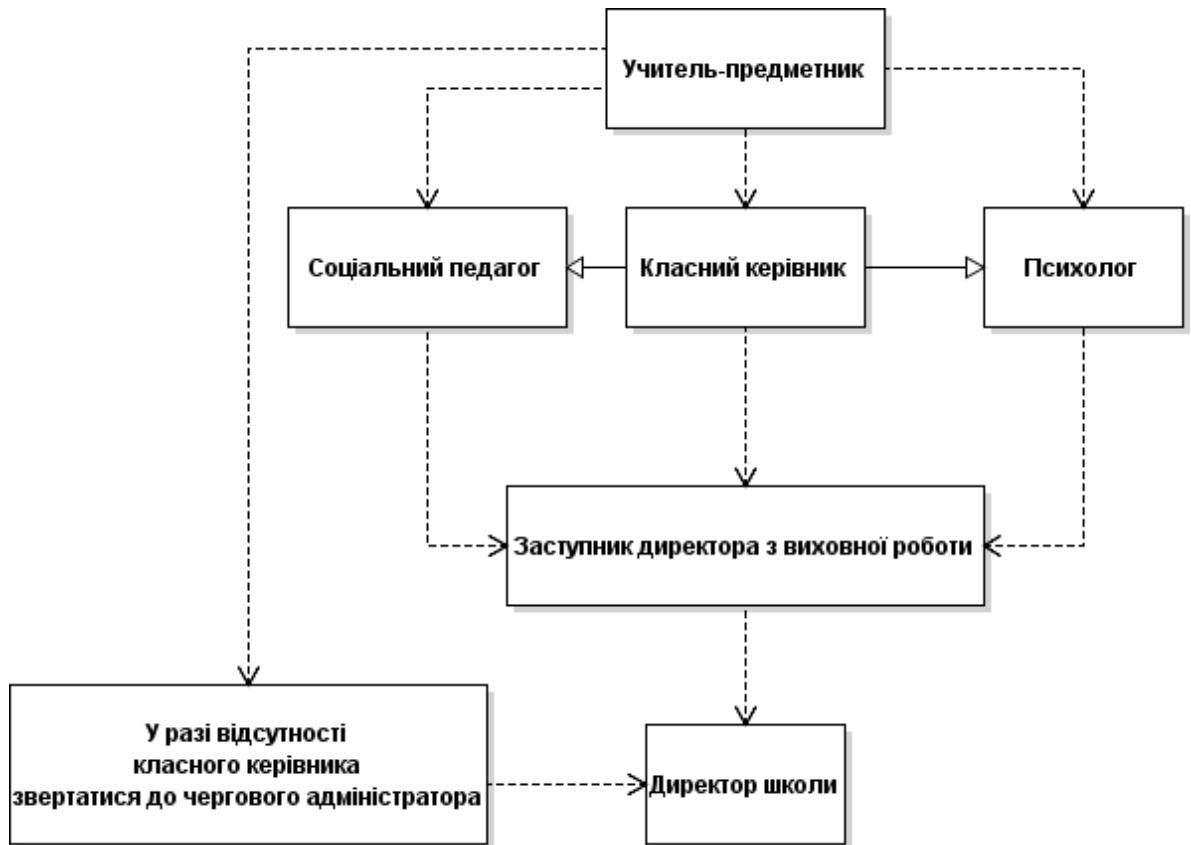 Учитель-предметник
Соціальний педагог
Класний керівник
Психолог
Заступник директора з виховної роботи
У разі відсутності
класного керівника
звертатися до чергового адміністратора
Директор школи